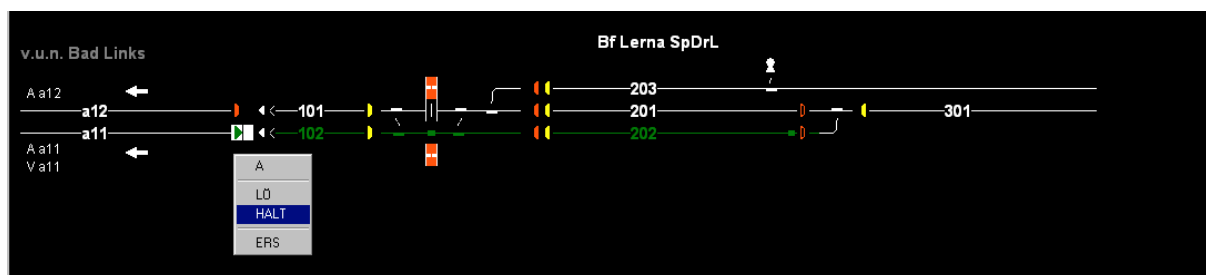 Bf Lerna SpDrL
v.u.n. Bad Links
A a12
203
a12 101 201 301
a11 102 202
A a11
V a11
A
LÖ
HALT
ERS